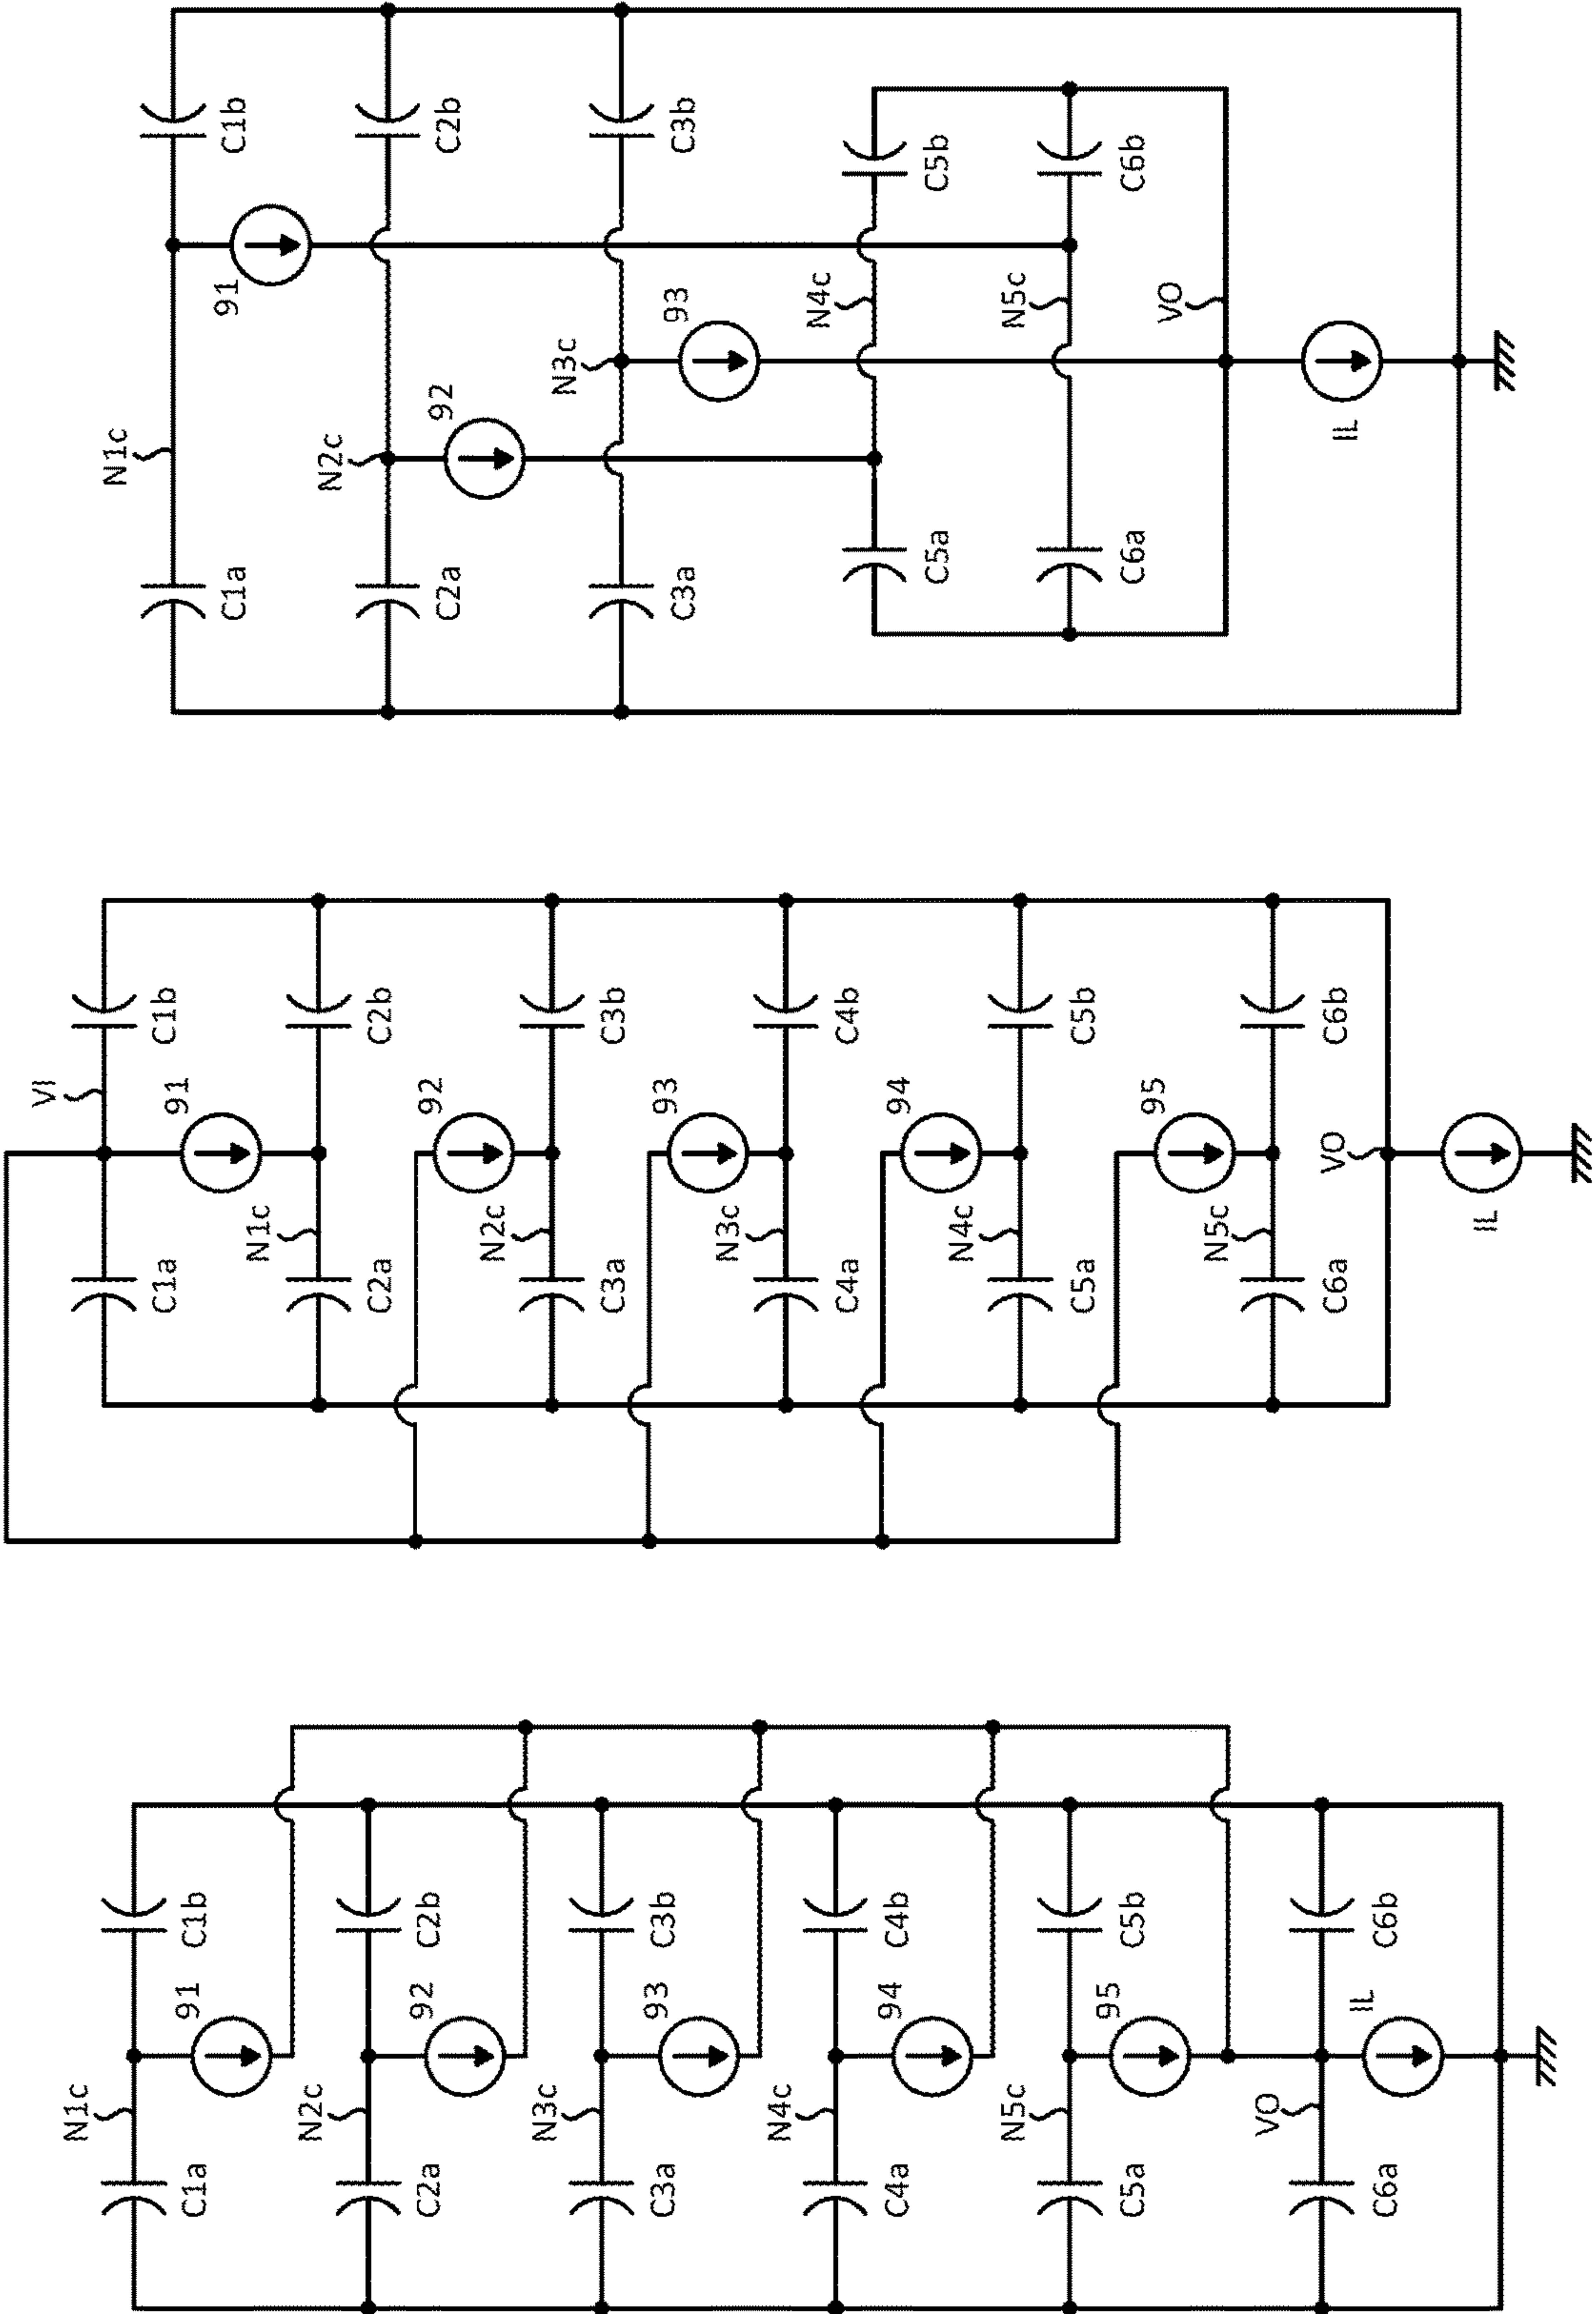 N1c
C1a
C1b
91
N2c
C2a
C2b
92
N3c
C3a
C3b
93
N4c
C5a
C5b
N5c
C6a
C6b
VO
IL
VI
C1a
C1b
91
N1c
C2a
C2b
92
N2c
C3a
C3b
93
N3c
C4a
C4b
94
N4c
C5a
C5b
95
N5c
C6a
C6b
VO
IL
N1c
C1a
C1b
91
N2c
C2a
C2b
92
N3c
C3a
C3b
93
N4c
C4a
C4b
94
N5c
C5a
C5b
95
VO
C6a
C6b
IL